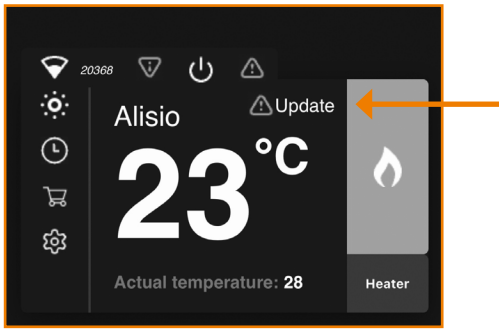 20368
Alisio
Update
23°C
Actual temperature: 28
Heater